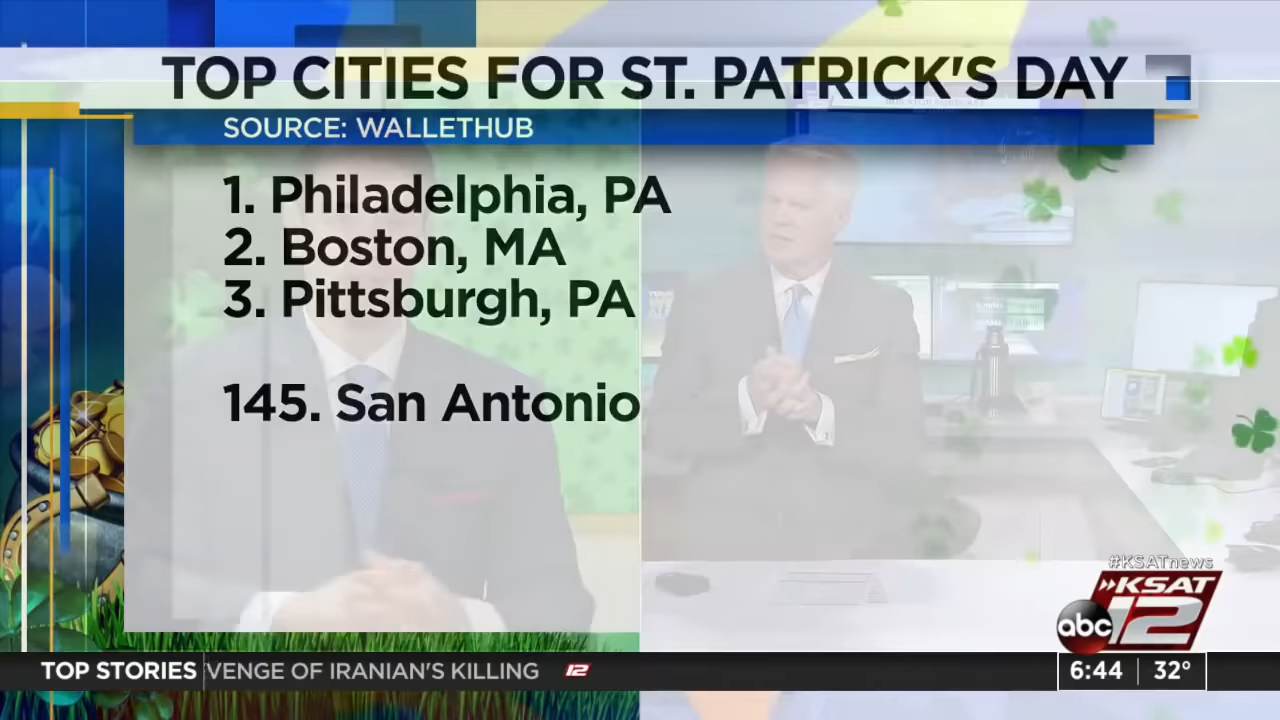 TOP CITIES FOR ST. PATRICK'S DAY
SOURCE: WALLETHUB
1. Philadelphia, PA
2. Boston, MA
3. Pittsburgh, PA
145. San Antonio
#KSATnews
KSAT
abc 12
TOP STORIES VENGE OF IRANIAN'S KILLING 12
6:44 32°